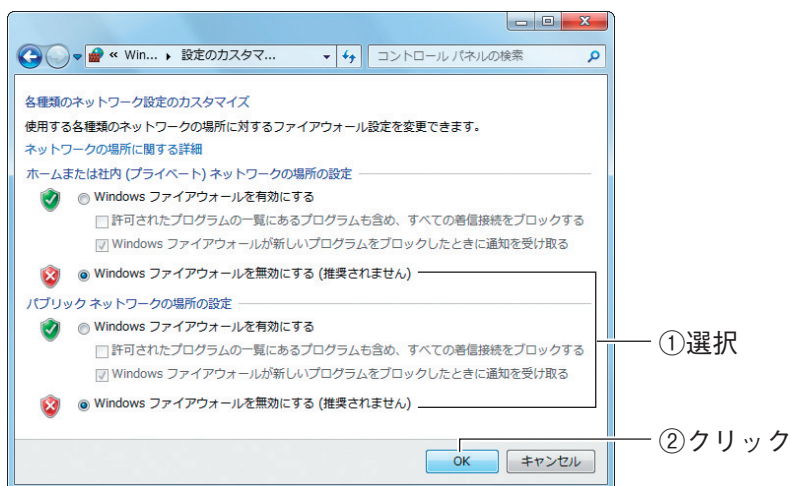 « Win... ▸ 設定のカスタマ...
コントロール パネルの検索
各種類のネットワーク設定のカスタマイズ
使用する各種類のネットワークの場所に対するファイアウォール設定を変更できます。
ネットワークの場所に関する詳細
ホームまたは社内 (プライベート) ネットワークの場所の設定
Windows ファイアウォールを有効にする
許可されたプログラムの一覧にあるプログラムも含め、すべての着信接続をブロックする
Windows ファイアウォールが新しいプログラムをブロックしたときに通知を受け取る
Windows ファイアウォールを無効にする (推奨されません)
パブリック ネットワークの場所の設定
Windows ファイアウォールを有効にする
許可されたプログラムの一覧にあるプログラムも含め、すべての着信接続をブロックする
Windows ファイアウォールが新しいプログラムをブロックしたときに通知を受け取る
Windows ファイアウォールを無効にする (推奨されません)
①選択
②クリック
OK
キャンセル